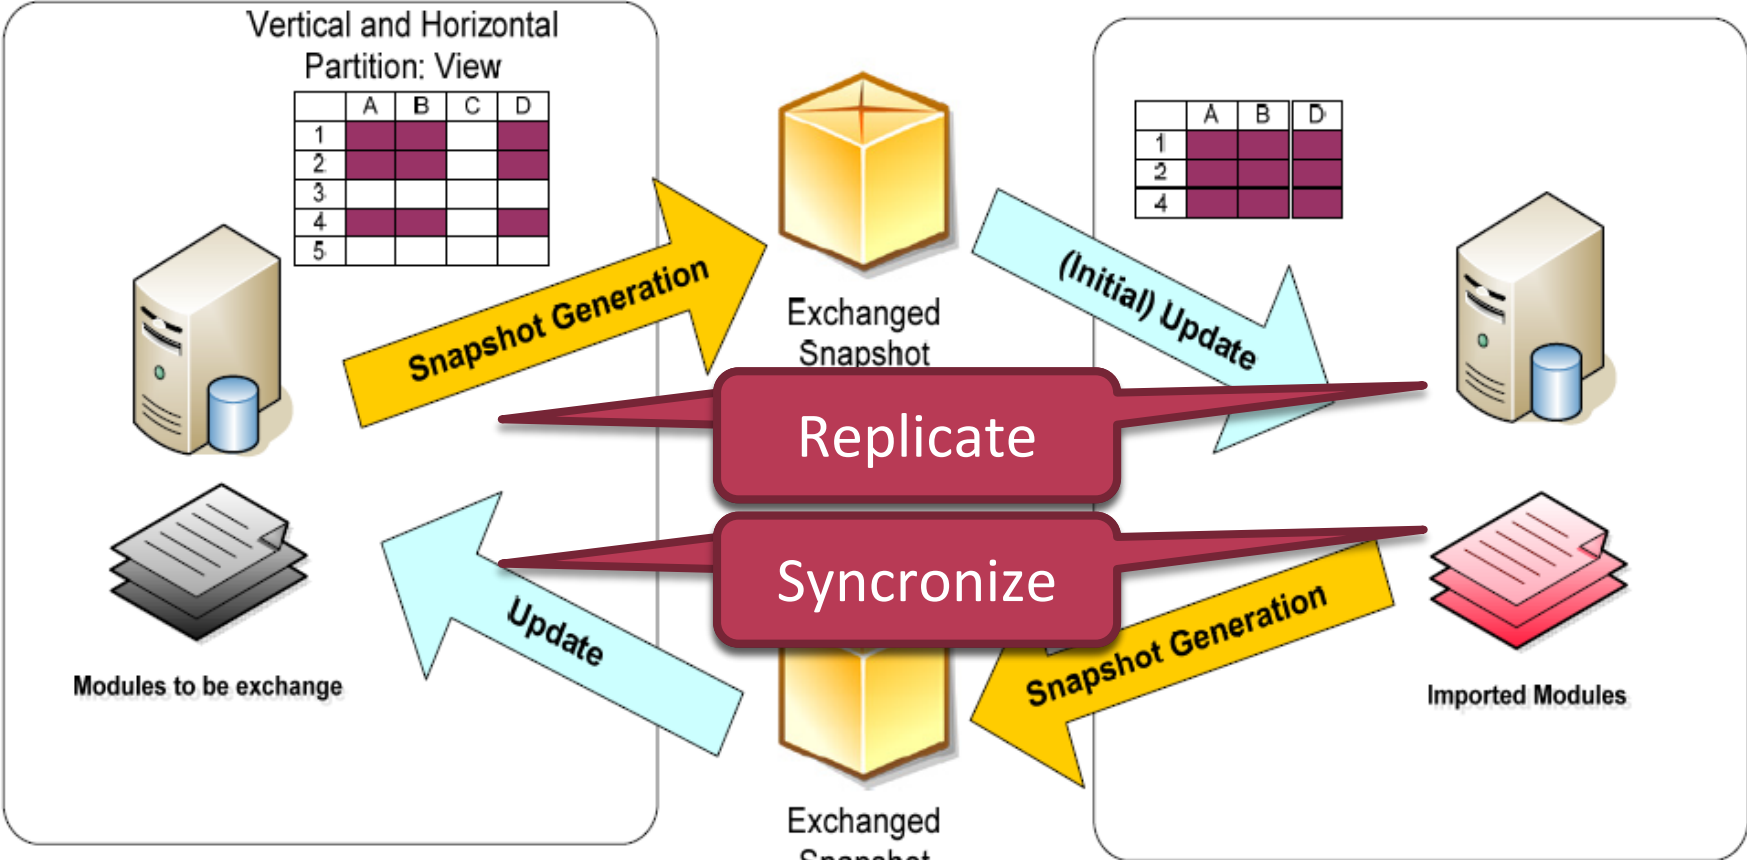 Vertical and Horizontal
Partition: View
A B C D
1
2
3
4
5
Snapshot Generation
Exchanged
Snapshot
(Initial) Update
A B D
1
2
4
Replicate
Syncronize
Update
Snapshot Generation
Modules to be exchange
Imported Modules
Exchanged
Snapshot